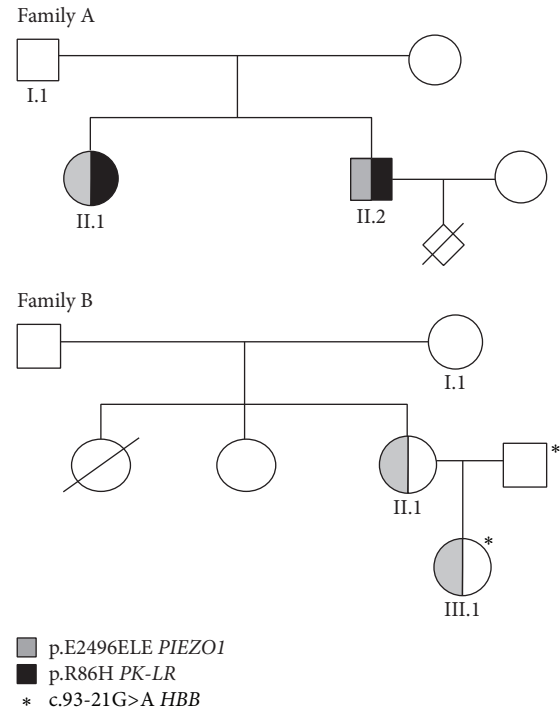 Family A
I.1
II.1
II.2
Family B
I.1
*
II.1
*
III.1
p.E2496ELE PIEZO1
p.R86H PK-LR
* c.93-21G>A HBB